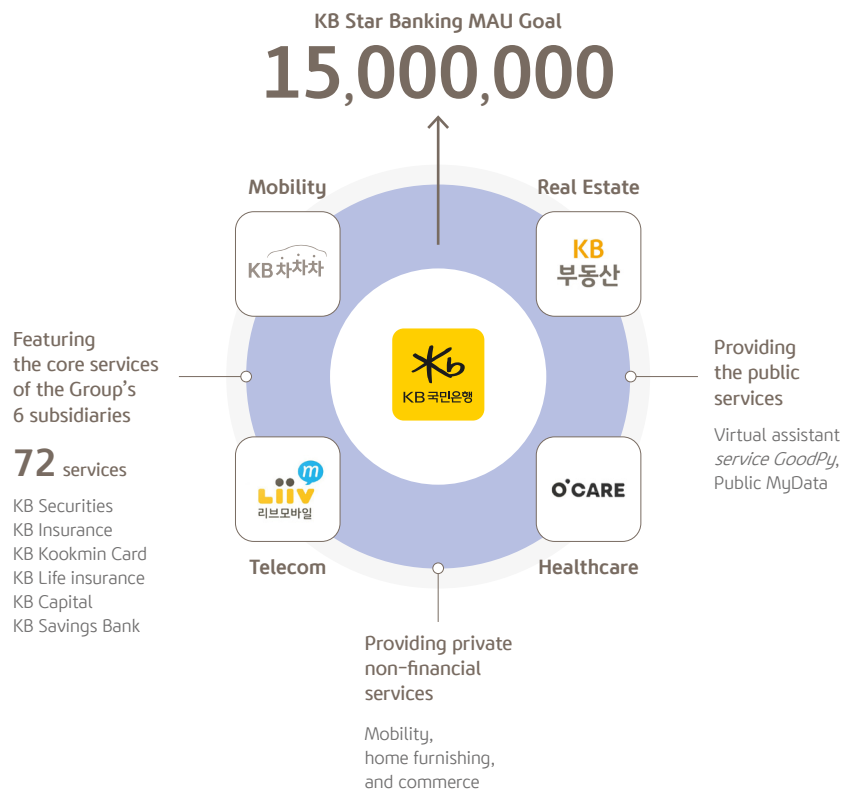 KB Star Banking MAU Goal
15,000,000
Mobility
Real Estate
KB차차차
KB
부동산
Featuring
the core services
of the Group's
6 subsidiaries
72 services
KB Securities
KB Insurance
KB Kookmin Card
KB Life insurance
KB Capital
KB Savings Bank
Kb
KB국민은행
Providing
the public
services
Virtual assistant
service GoodPy,
Public MyData
Liiv m
리브모바일
O'CARE
Telecom
Healthcare
Providing private
non-financial
services
Mobility,
home furnishing,
and commerce